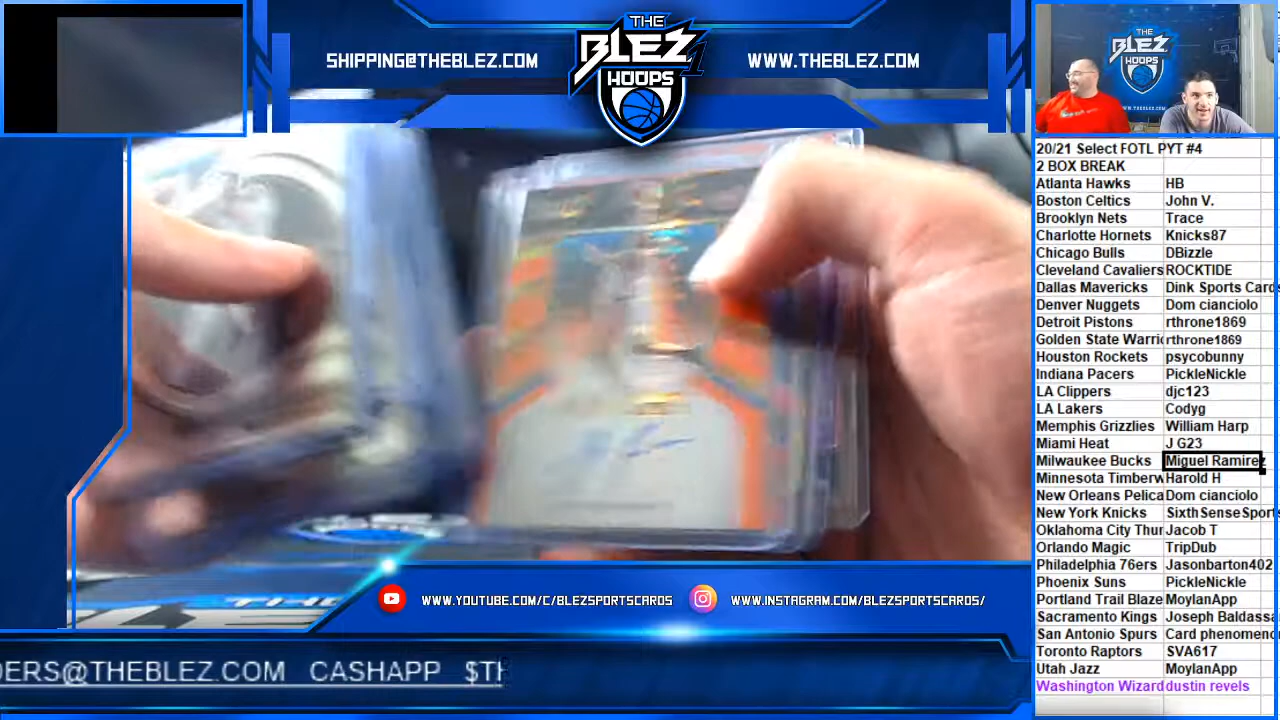 SHIPPING@THEBLEZ.COM
THE
BLEZ
HOOPS
WWW.THEBLEZ.COM
THE
BLEZ
HOOPS
20/21 Select FOTL PYT #4
2 BOX BREAK
Atlanta Hawks HB
Boston Celtics John V.
Brooklyn Nets Trace
Charlotte Hornets Knicks87
Chicago Bulls DBizzle
Cleveland Cavaliers ROCKTIDE
Dallas Mavericks Dink Sports Cards
Denver Nuggets Dom cianciolo
Detroit Pistons rthrone1869
Golden State Warric rthrone1869
Houston Rockets psycobunny
Indiana Pacers PickleNickle
LA Clippers djc123
LA Lakers Codyg
Memphis Grizzlies William Harp
Miami Heat J G23
Milwaukee Bucks Miguel Ramirez
Minnesota Timberw Harold H
New Orleans Pelica Dom cianciolo
New York Knicks SixthSenseSports
Oklahoma City Thur Jacob T
Orlando Magic TripDub
Philadelphia 76ers Jasonbarton402
Phoenix Suns PickleNickle
Portland Trail Blaze MoylanApp
Sacramento Kings Joseph Baldassa
San Antonio Spurs Card phenomeno
Toronto Raptors SVA617
Utah Jazz MoylanApp
Washington Wizard dustin revels
WWW.YOUTUBE.COM/C/BLEZSPORTSCARDS
WWW.INSTAGRAM.COM/BLEZSPORTSCARDS/
DERS@THEBLEZ.COM CASHAPP $TH